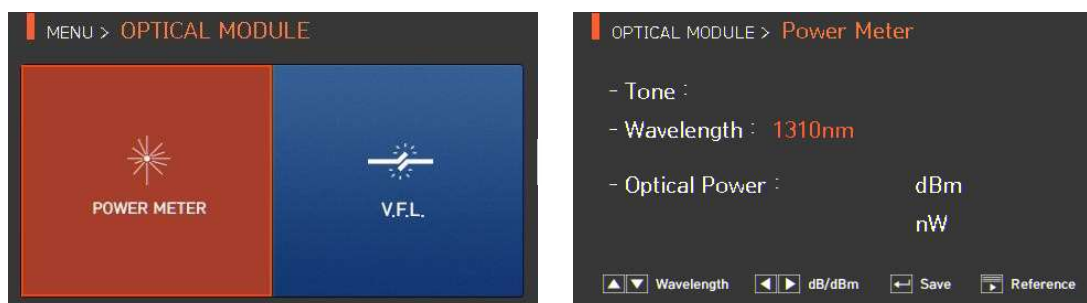 MENU > OPTICAL MODULE
POWER METER
V.F.L.
OPTICAL MODULE > Power Meter
- Tone :
- Wavelength : 1310nm
- Optical Power : dBm
nW
Wavelength dB/dBm Save Reference